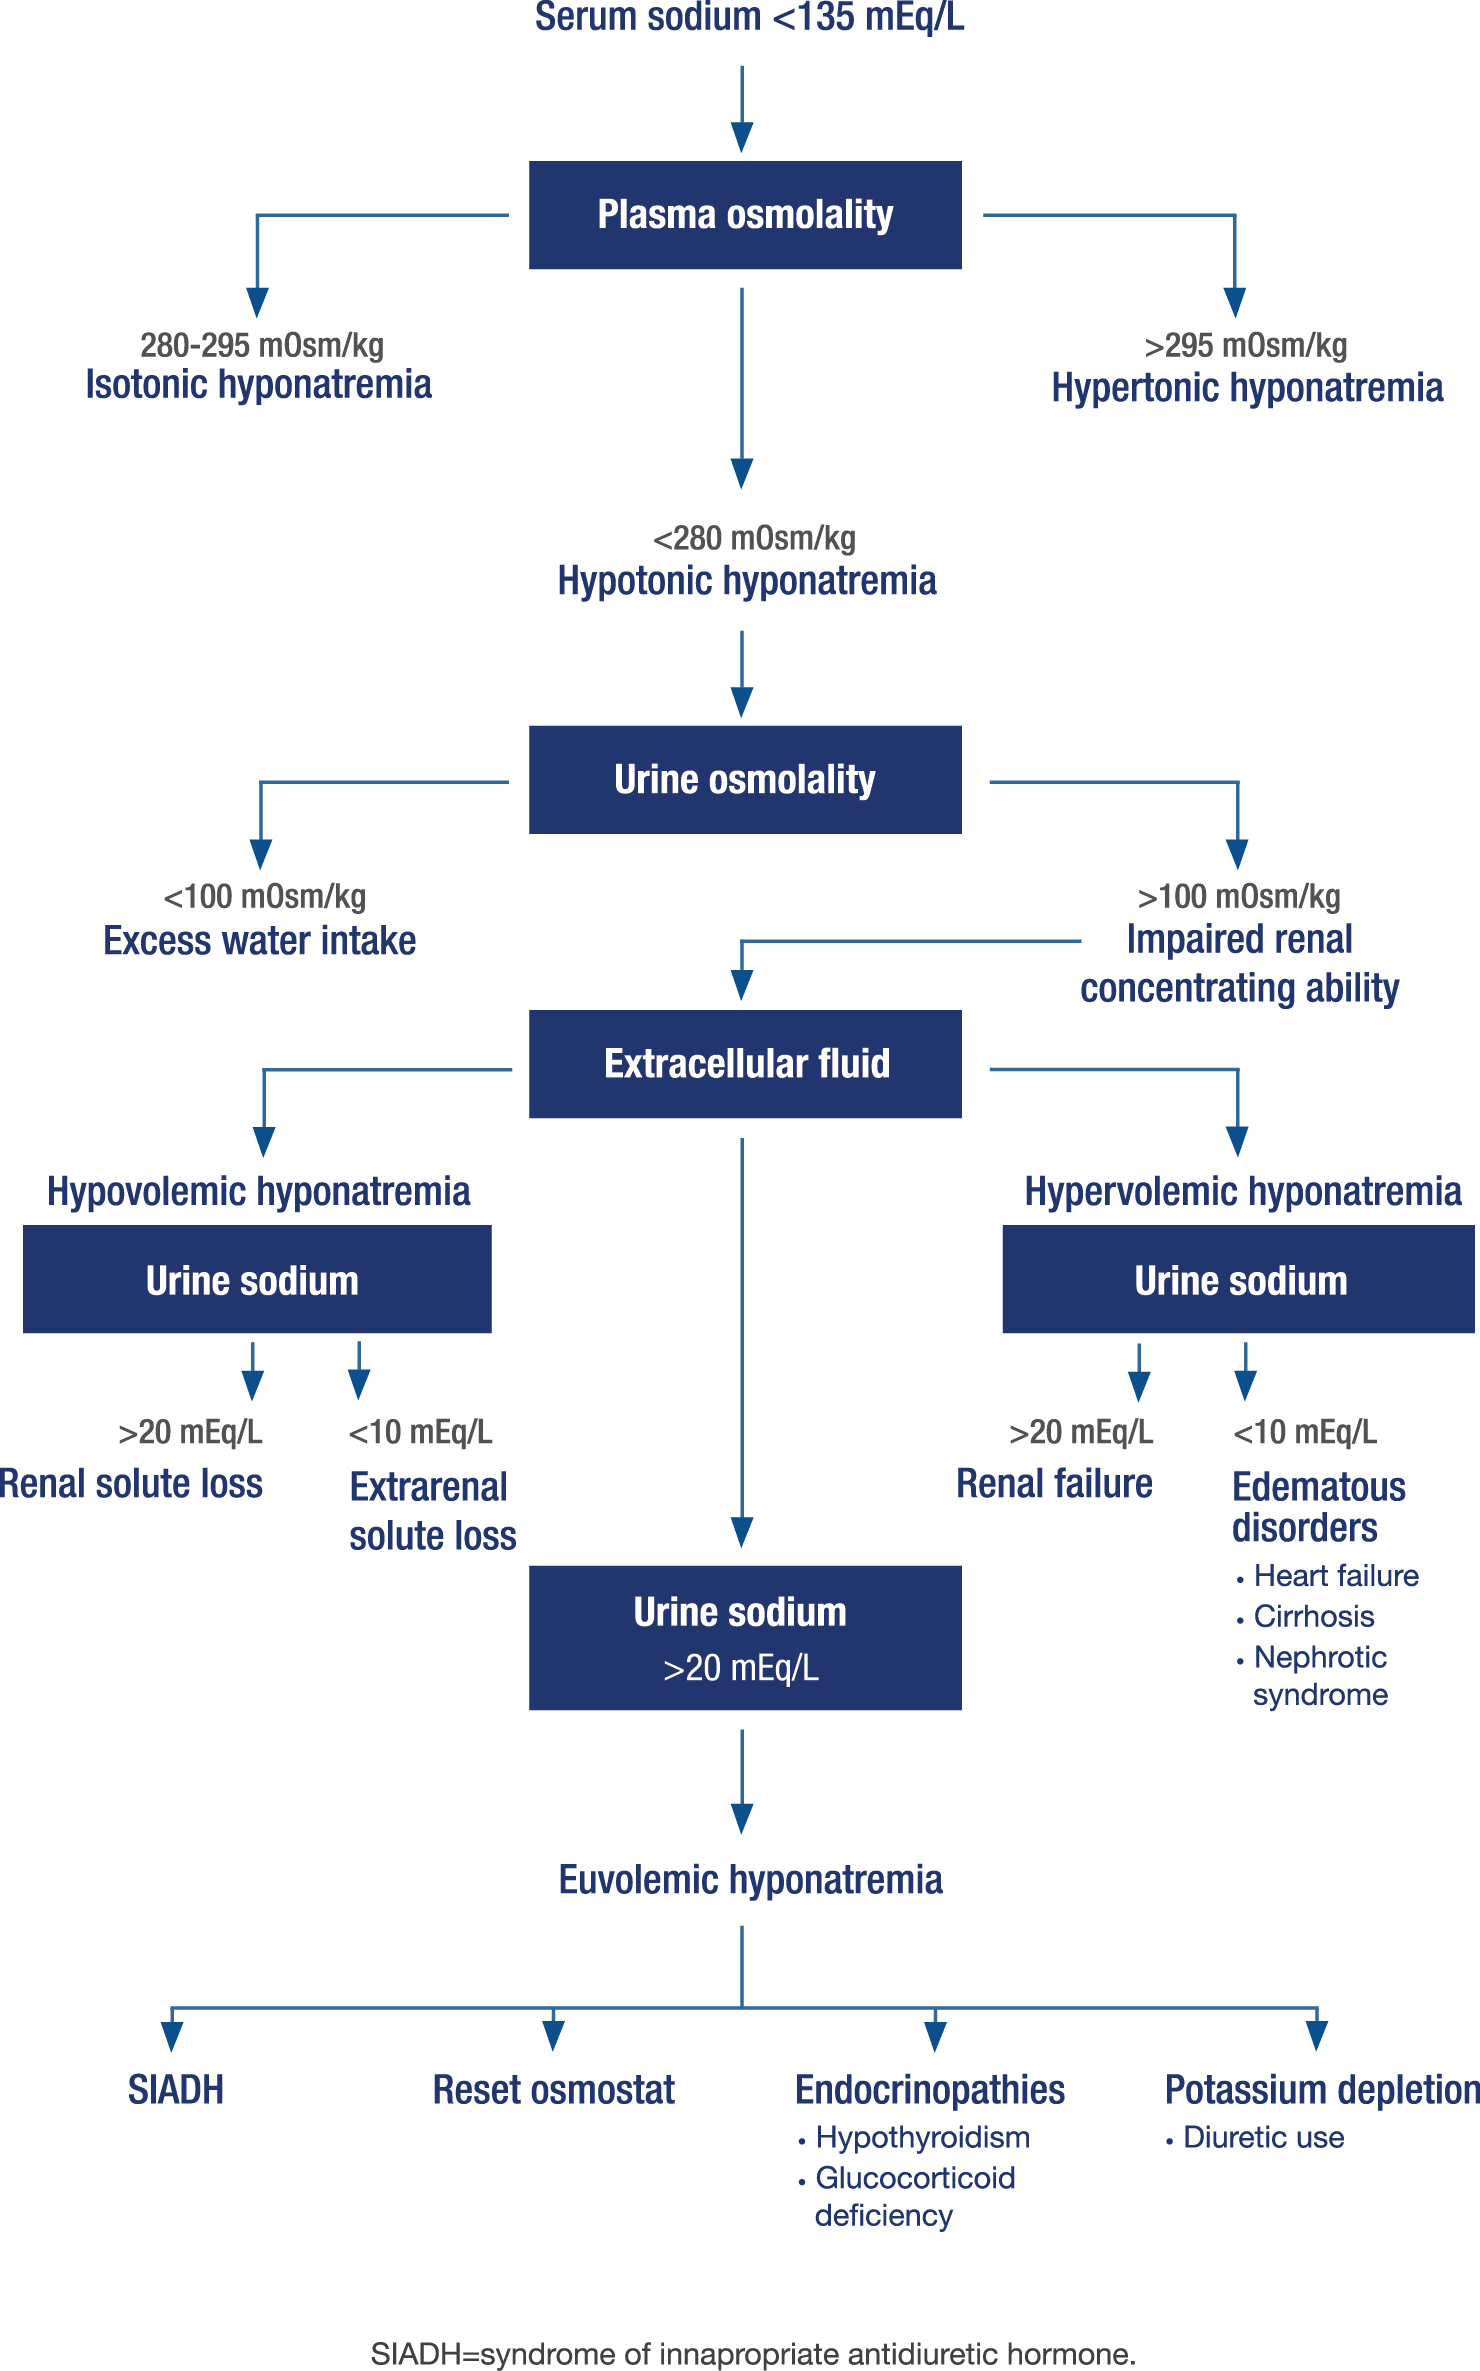 Serum sodium <135 mEq/L
Plasma osmolality
280-295 mOsm/kg
Isotonic hyponatremia
>295 mOsm/kg
Hypertonic hyponatremia
<280 mOsm/kg
Hypotonic hyponatremia
Urine osmolality
<100 mOsm/kg
Excess water intake
>100 mOsm/kg
Impaired renal
concentrating ability
Extracellular fluid
Hypovolemic hyponatremia
Urine sodium
>20 mEq/L
Renal solute loss
<10 mEq/L
Extrarenal
solute loss
Hypervolemic hyponatremia
Urine sodium
>20 mEq/L
Renal failure
<10 mEq/L
Edematous
disorders
• Heart failure
• Cirrhosis
• Nephrotic
syndrome
Urine sodium
>20 mEq/L
Euvolemic hyponatremia
SIADH
Reset osmostat
Endocrinopathies
• Hypothyroidism
• Glucocorticoid
deficiency
Potassium depletion
• Diuretic use
SIADH=syndrome of innapropriate antidiuretic hormone.